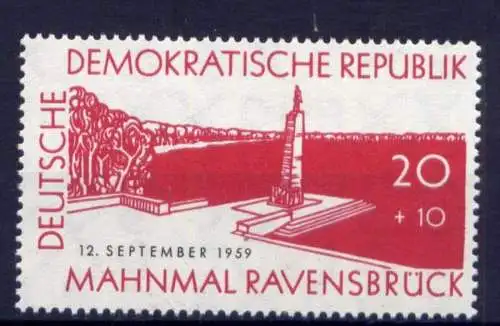 DEUTSCHE
DEMOKRATISCHE REPUBLIK
20
+ 10
12. SEPTEMBER 1959
MAHNMAL RAVENSBRÜCK